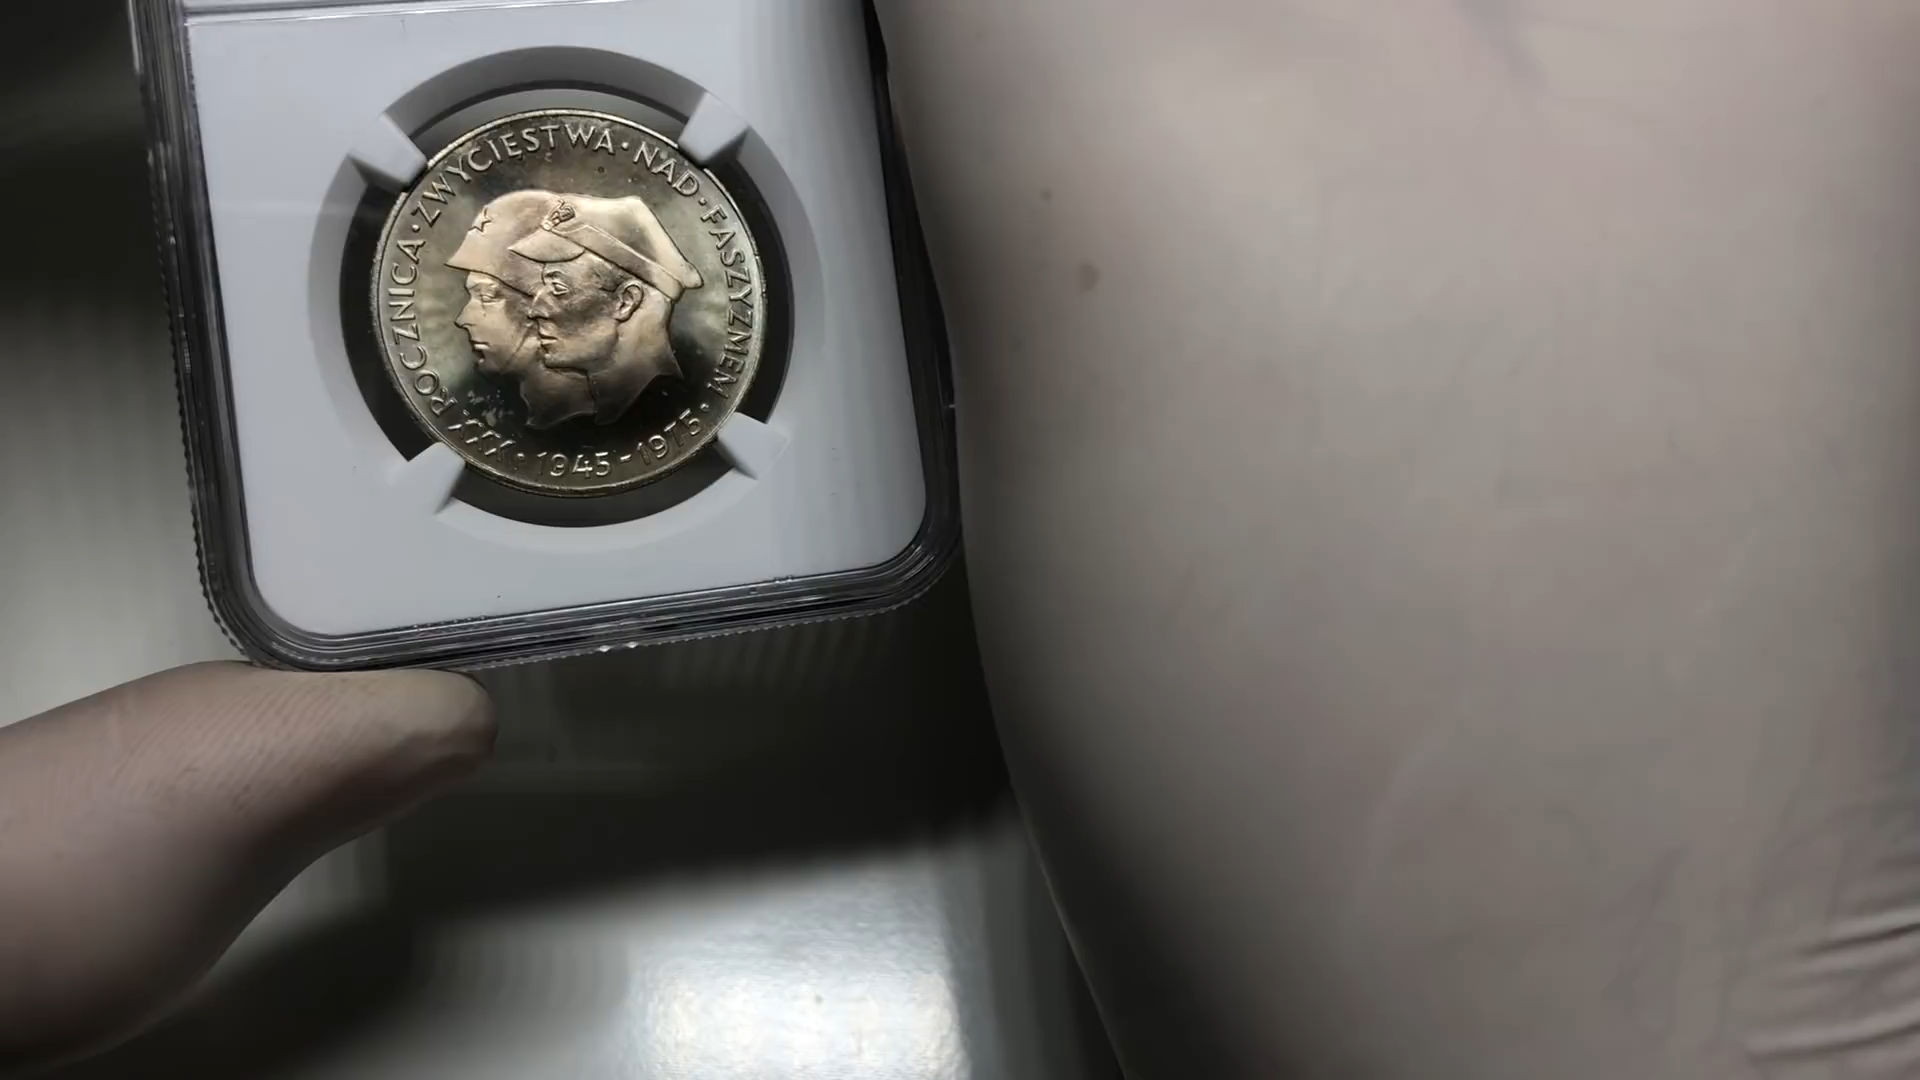 XXX · ROCZNICA · ZWYCIĘSTWA · NAD · FASZYZMEM ·
1945-1975